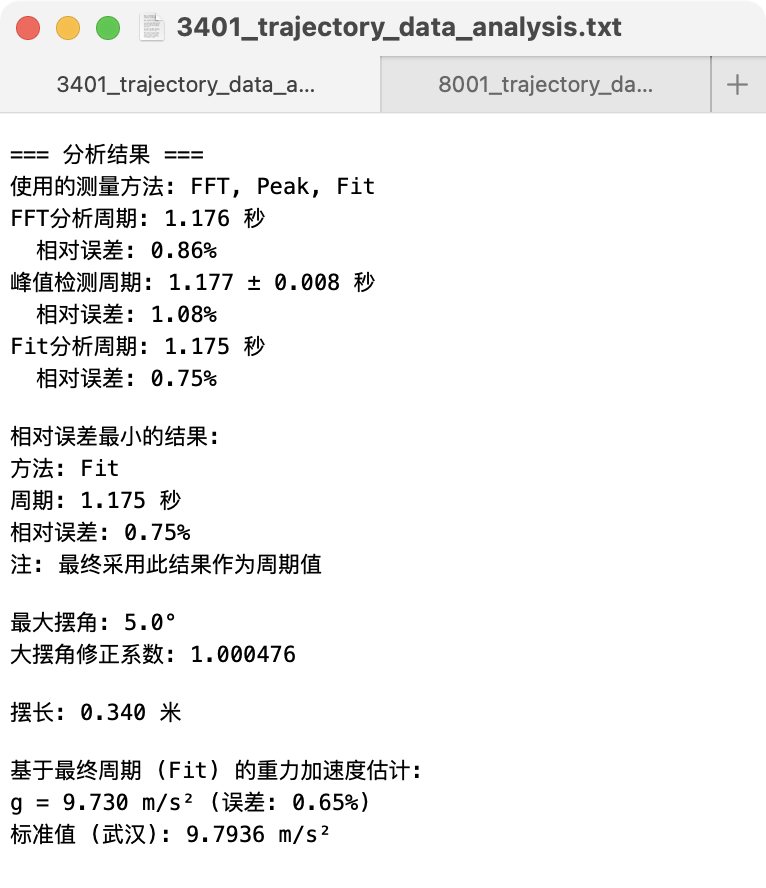 3401_trajectory_data_analysis.txt
3401_trajectory_data_a...
8001_trajectory_da...
=== 分析结果 ===
使用的测量方法: FFT, Peak, Fit
FFT分析周期: 1.176 秒
相对误差: 0.86%
峰值检测周期: 1.177 ± 0.008 秒
相对误差: 1.08%
Fit分析周期: 1.175 秒
相对误差: 0.75%
相对误差最小的结果:
方法: Fit
周期: 1.175 秒
相对误差: 0.75%
注: 最终采用此结果作为周期值
最大摆角: 5.0°
大摆角修正系数: 1.000476
摆长: 0.340 米
基于最终周期 (Fit) 的重力加速度估计:
g = 9.730 m/s² (误差: 0.65%)
标准值 (武汉): 9.7936 m/s²